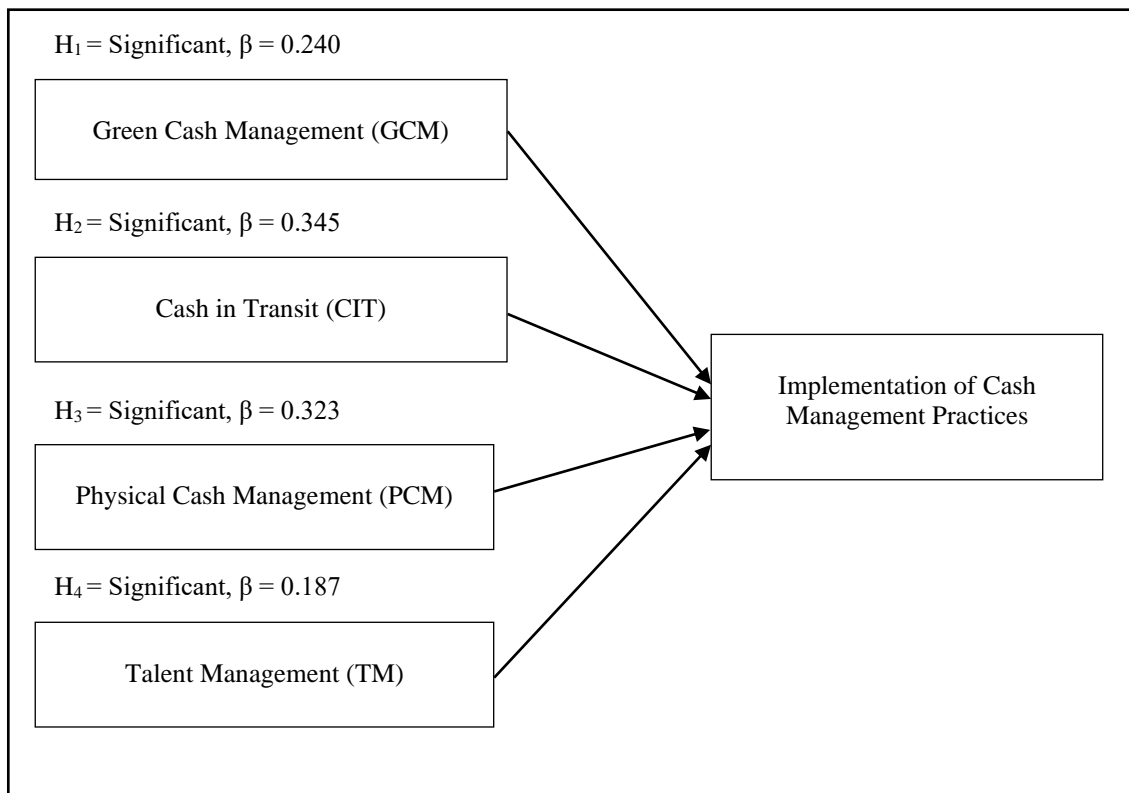 H₁ = Significant, β = 0.240
Green Cash Management (GCM)
H₂ = Significant, β = 0.345
Cash in Transit (CIT)
H₃ = Significant, β = 0.323
Physical Cash Management (PCM)
H₄ = Significant, β = 0.187
Talent Management (TM)
Implementation of Cash
Management Practices